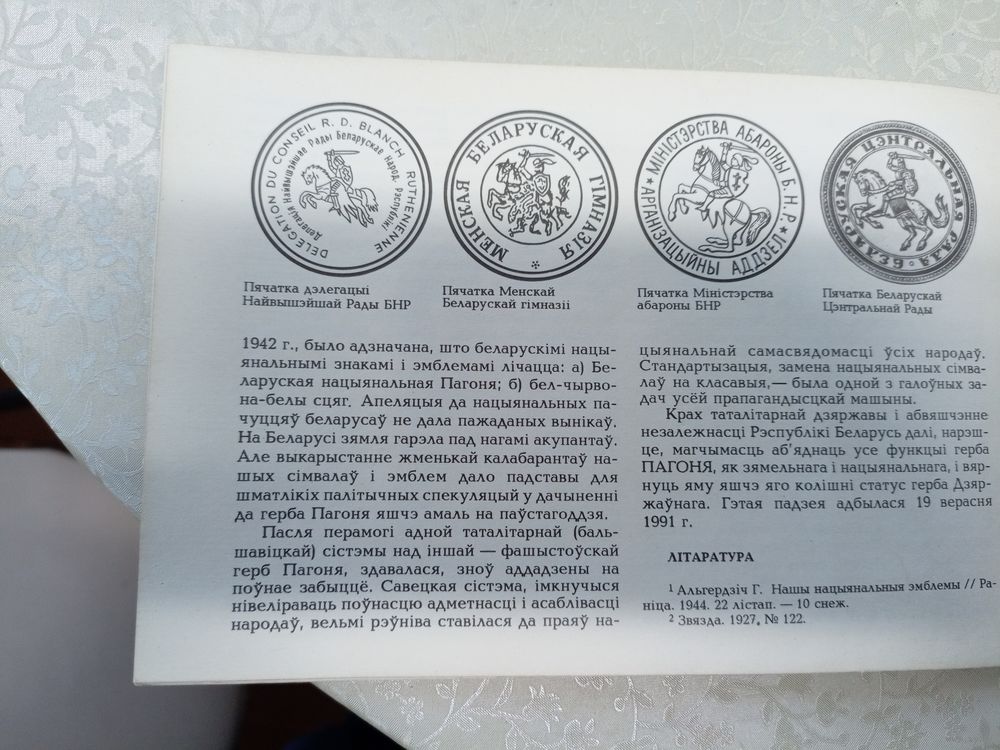 DELEGATION DU CONSEIL R. D. BLANCH RUTHENIENNE
Делегацій Найвышэйшае Рады Беларускае Народ. Рэспублікі
МЕНСКАЯ БЕЛАРУСКАЯ ГІМНАЗІЯ
МІНІСТЭРСТВА АБАРОНЫ Б.Н.Р.
АРГАНІЗАЦЫЙНЫ АДДЗЕЛ
БЕЛАРУСКАЯ ЦЭНТРАЛЬНАЯ РАДА
Пячатка дэлегацыі
Найвышэйшай Рады БНР
Пячатка Менскай
Беларускай гімназіі
Пячатка Міністэрства
абароны БНР
Пячатка Беларускай
Цэнтральнай Рады
1942 г., было адзначана, што беларускімі нацы-
янальнымі знакамі і эмблемамі лічацца: а) Бе-
ларуская нацыянальная Пагоня; б) бел-чырво-
на-белы сцяг. Апеляцыя да нацыянальных па-
чуццяў беларусаў не дала пажаданых вынікаў.
На Беларусі зямля гарэла пад нагамі акупантаў.
Але выкарыстанне жменькай калабарантаў на-
шых сімвалаў і эмблем дало падставы для
шматлікіх палітычных спекуляцый у дачыненні
да герба Пагоня яшчэ амаль на паўстагоддзя.
Пасля перамогі адной таталітарнай (баль-
шавіцкай) сістэмы над іншай — фашыстоўскай
герб Пагоня, здавалася, зноў аддадзены на
поўнае забыццё. Савецкая сістэма, імкнучыся
нівеліраваць поўнасцю адметнасці і асаблівасці
народаў, вельмі рэўніва ставілася да праяў на-
цыянальнай самасвядомасці ўсіх народаў.
Стандартызацыя, замена нацыянальных сімва-
лаў на класавыя,— была одной з галоўных за-
дач усёй прапагандысцкай машыны.
Крах таталітарнай дзяржавы і абвяшчэнне
незалежнасці Рэспублікі Беларусь далі, нарэш-
це, магчымасць аб’яднаць усе функцыі герба
ПАГОНЯ, як зямельнага і нацыянальнага, і вяр-
нуць яму яшчэ яго колішні статус герба Дзяр-
жаўнага. Гэтая падзея адбылася 19 верасня
1991 г.
ЛІТАРАТУРА
1 Альгердзіч Г. Нашы нацыянальныя эмблемы // Ра-
ніца. 1944. 22 лістап. — 10 снеж.
2 Звязда. 1927, № 122.